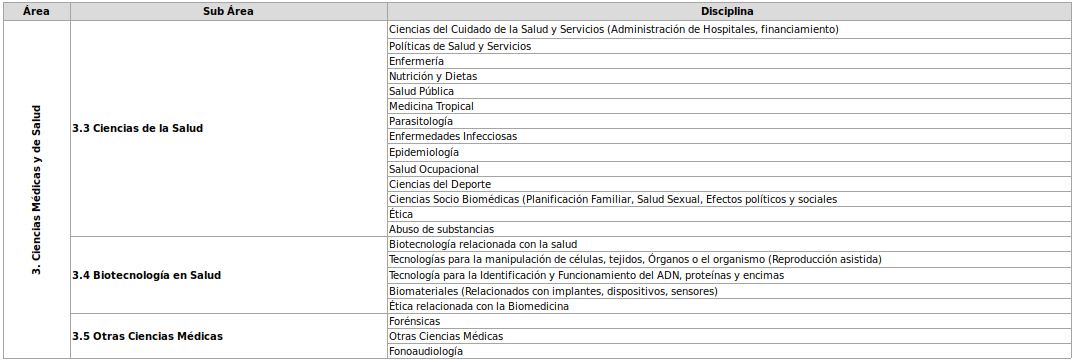 Área Sub Área Disciplina
3. Ciencias Médicas y de Salud
3.3 Ciencias de la Salud
Ciencias del Cuidado de la Salud y Servicios (Administración de Hospitales, financiamiento)
Políticas de Salud y Servicios
Enfermería
Nutrición y Dietas
Salud Pública
Medicina Tropical
Parasitología
Enfermedades Infecciosas
Epidemiología
Salud Ocupacional
Ciencias del Deporte
Ciencias Socio Biomédicas (Planificación Familiar, Salud Sexual, Efectos políticos y sociales
Ética
Abuso de substancias
3.4 Biotecnología en Salud
Biotecnología relacionada con la salud
Tecnologías para la manipulación de células, tejidos, Órganos o el organismo (Reproducción asistida)
Tecnología para la Identificación y Funcionamiento del ADN, proteínas y encimas
Biomateriales (Relacionados con implantes, dispositivos, sensores)
Ética relacionada con la Biomedicina
3.5 Otras Ciencias Médicas
Forénsicas
Otras Ciencias Médicas
Fonoaudiología